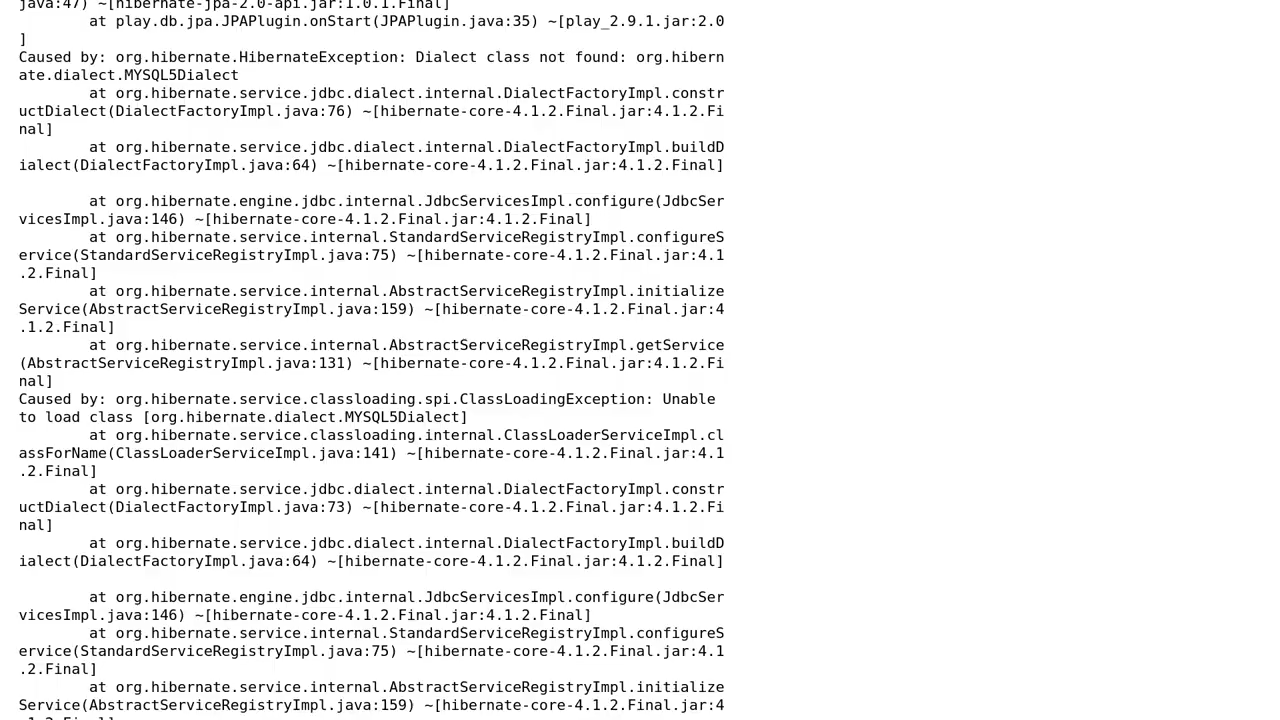 java:47) ~[hibernate-jpa-2.0-api.jar:1.0.1.Final]
        at play.db.jpa.JPAPlugin.onStart(JPAPlugin.java:35) ~[play_2.9.1.jar:2.0
]
Caused by: org.hibernate.HibernateException: Dialect class not found: org.hibern
ate.dialect.MYSQL5Dialect
        at org.hibernate.service.jdbc.dialect.internal.DialectFactoryImpl.constr
uctDialect(DialectFactoryImpl.java:76) ~[hibernate-core-4.1.2.Final.jar:4.1.2.Fi
nal]
        at org.hibernate.service.jdbc.dialect.internal.DialectFactoryImpl.buildD
ialect(DialectFactoryImpl.java:64) ~[hibernate-core-4.1.2.Final.jar:4.1.2.Final]

        at org.hibernate.engine.jdbc.internal.JdbcServicesImpl.configure(JdbcSer
vicesImpl.java:146) ~[hibernate-core-4.1.2.Final.jar:4.1.2.Final]
        at org.hibernate.service.internal.StandardServiceRegistryImpl.configureS
ervice(StandardServiceRegistryImpl.java:75) ~[hibernate-core-4.1.2.Final.jar:4.1
.2.Final]
        at org.hibernate.service.internal.AbstractServiceRegistryImpl.initialize
Service(AbstractServiceRegistryImpl.java:159) ~[hibernate-core-4.1.2.Final.jar:4
.1.2.Final]
        at org.hibernate.service.internal.AbstractServiceRegistryImpl.getService
(AbstractServiceRegistryImpl.java:131) ~[hibernate-core-4.1.2.Final.jar:4.1.2.Fi
nal]
Caused by: org.hibernate.service.classloading.spi.ClassLoadingException: Unable
to load class [org.hibernate.dialect.MYSQL5Dialect]
        at org.hibernate.service.classloading.internal.ClassLoaderServiceImpl.cl
assForName(ClassLoaderServiceImpl.java:141) ~[hibernate-core-4.1.2.Final.jar:4.1
.2.Final]
        at org.hibernate.service.jdbc.dialect.internal.DialectFactoryImpl.constr
uctDialect(DialectFactoryImpl.java:73) ~[hibernate-core-4.1.2.Final.jar:4.1.2.Fi
nal]
        at org.hibernate.service.jdbc.dialect.internal.DialectFactoryImpl.buildD
ialect(DialectFactoryImpl.java:64) ~[hibernate-core-4.1.2.Final.jar:4.1.2.Final]

        at org.hibernate.engine.jdbc.internal.JdbcServicesImpl.configure(JdbcSer
vicesImpl.java:146) ~[hibernate-core-4.1.2.Final.jar:4.1.2.Final]
        at org.hibernate.service.internal.StandardServiceRegistryImpl.configureS
ervice(StandardServiceRegistryImpl.java:75) ~[hibernate-core-4.1.2.Final.jar:4.1
.2.Final]
        at org.hibernate.service.internal.AbstractServiceRegistryImpl.initialize
Service(AbstractServiceRegistryImpl.java:159) ~[hibernate-core-4.1.2.Final.jar:4
.1.2.Final]